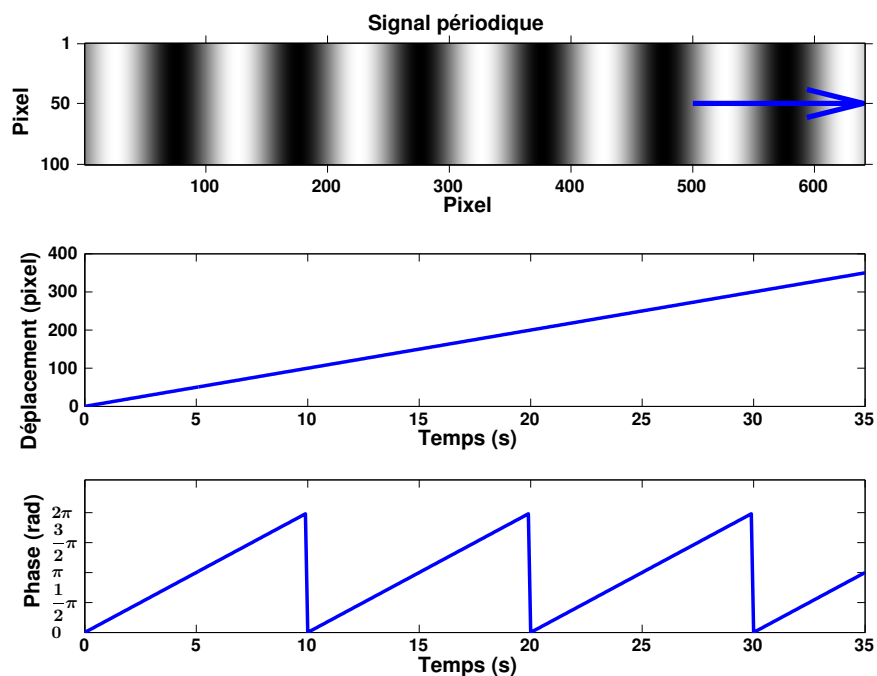 Signal périodique
1
50
100
Pixel
100 200 300 400 500 600
Pixel
400
300
200
100
0
Déplacement (pixel)
0 5 10 15 20 25 30 35
Temps (s)
2π
3/2 π
π
1/2 π
0
Phase (rad)
0 5 10 15 20 25 30 35
Temps (s)